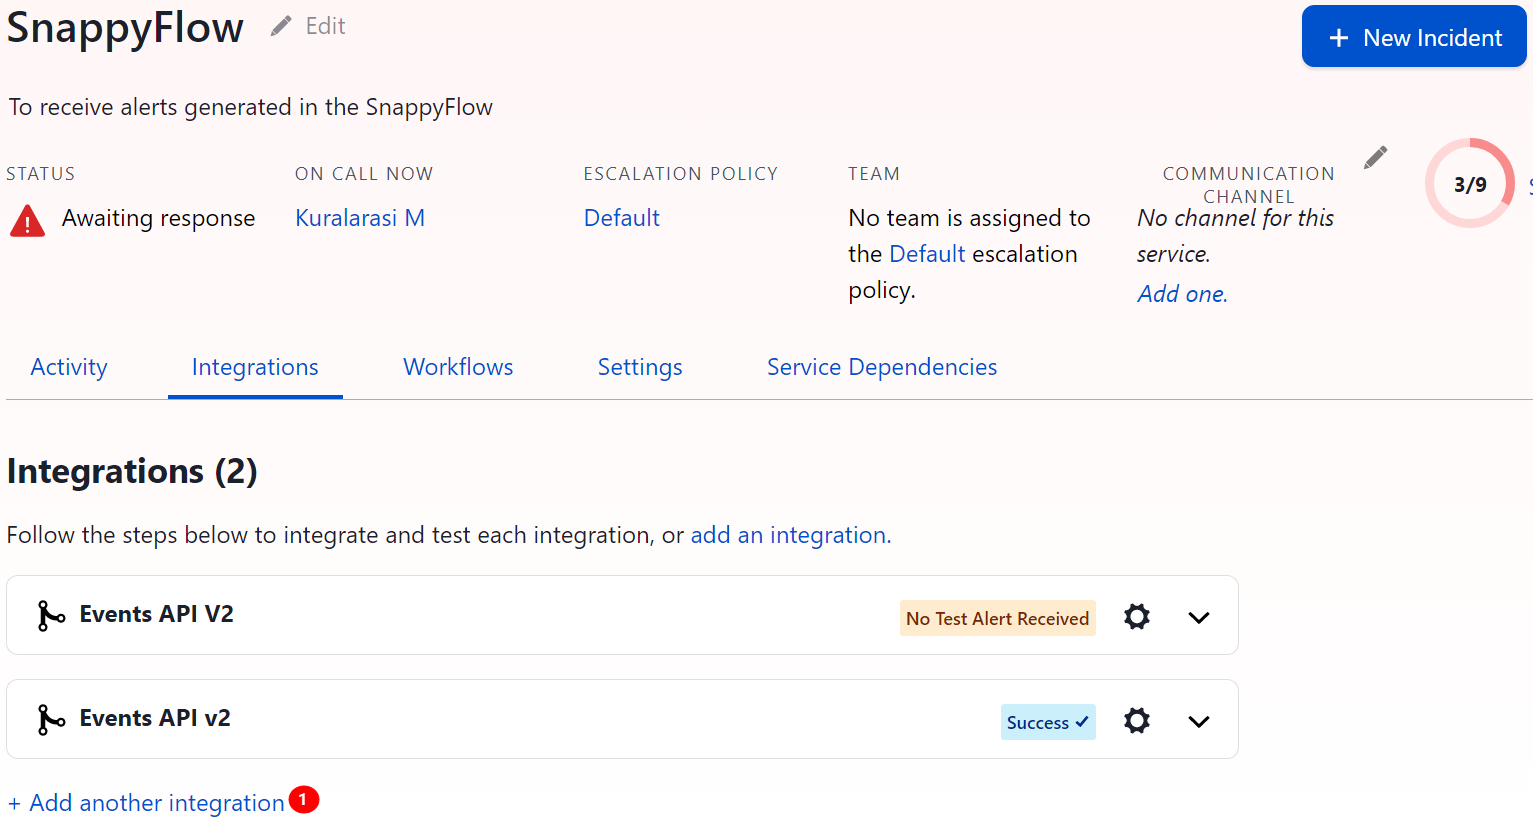 SnappyFlow
Edit
+ New Incident
To receive alerts generated in the SnappyFlow
STATUS
Awaiting response
ON CALL NOW
Kuralarasi M
ESCALATION POLICY
Default
TEAM
No team is assigned to
the Default escalation
policy.
COMMUNICATION
CHANNEL
No channel for this
service.
Add one.
3/9
Activity
Integrations
Workflows
Settings
Service Dependencies
Integrations (2)
Follow the steps below to integrate and test each integration, or add an integration.
Events API V2
No Test Alert Received
Events API v2
Success ✓
+ Add another integration
1